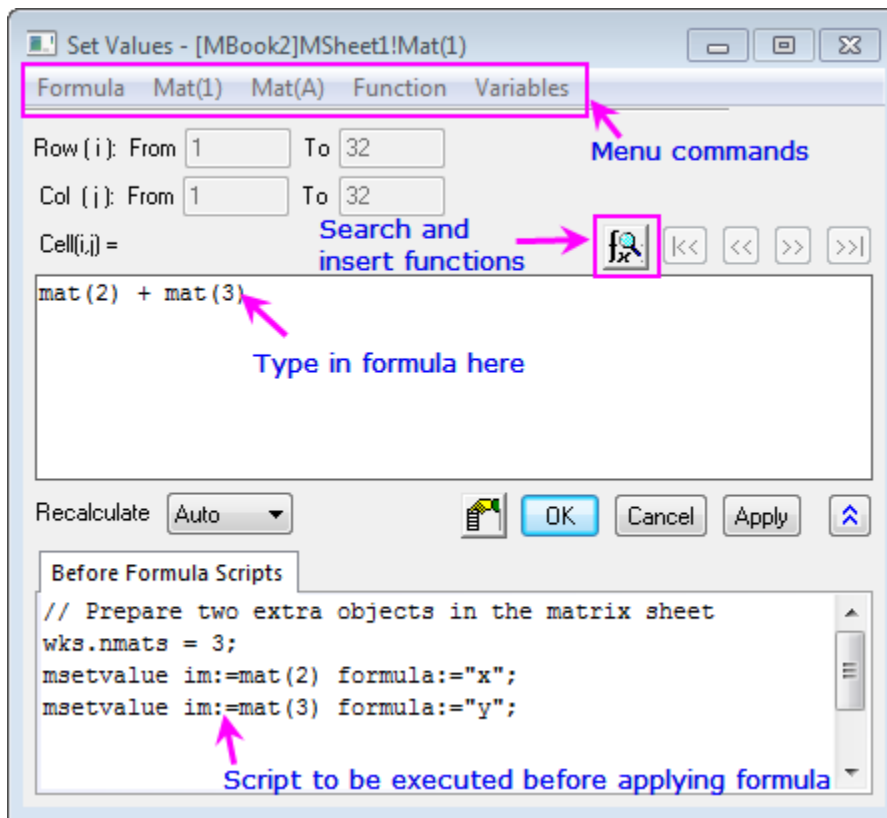 Set Values - [MBook2]MSheet1!Mat(1)
Formula Mat(1) Mat(A) Function Variables
Row (i): From 1 To 32
Menu commands
Col (j): From 1 To 32
Cell(i,j) =
Search and
insert functions
fx |<< << >> >>|
mat(2) + mat(3)
Type in formula here
Recalculate Auto OK Cancel Apply
Before Formula Scripts
// Prepare two extra objects in the matrix sheet
wks.nmats = 3;
msetvalue im:=mat(2) formula:="x";
msetvalue im:=mat(3) formula:="y";
Script to be executed before applying formula